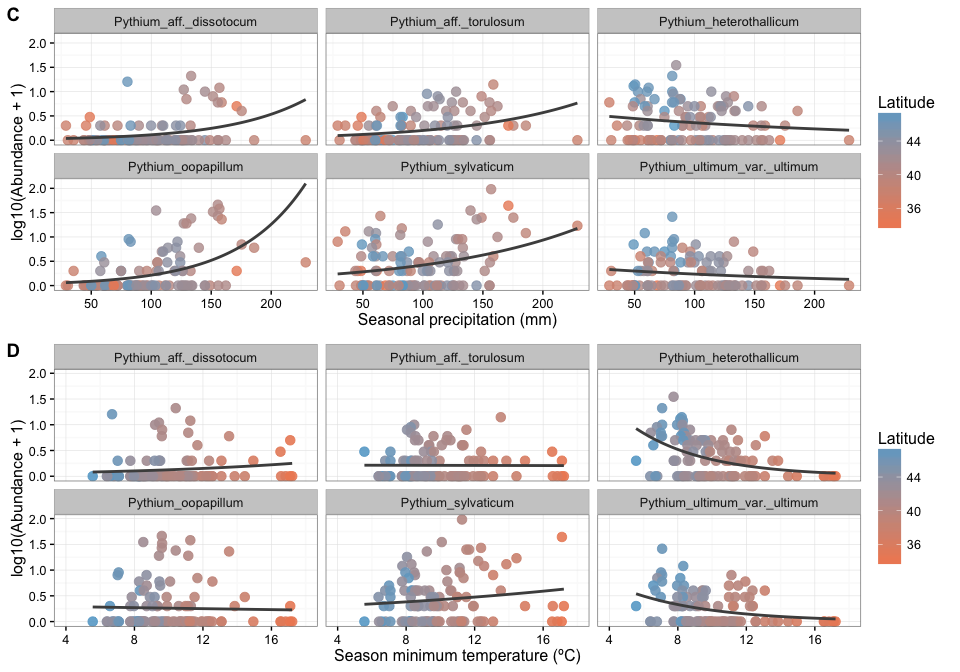 C
Pythium_aff._dissotocum Pythium_aff._torulosum Pythium_heterothallicum
2.0
1.5
1.0
0.5
0.0
Pythium_oopapillum Pythium_sylvaticum Pythium_ultimum_var._ultimum
2.0
1.5
1.0
0.5
0.0
log10(Abundance + 1)
50 100 150 200 50 100 150 200 50 100 150 200
Seasonal precipitation (mm)
Latitude
44
40
36
D
Pythium_aff._dissotocum Pythium_aff._torulosum Pythium_heterothallicum
2.0
1.5
1.0
0.5
0.0
Pythium_oopapillum Pythium_sylvaticum Pythium_ultimum_var._ultimum
2.0
1.5
1.0
0.5
0.0
log10(Abundance + 1)
4 8 12 16 4 8 12 16 4 8 12 16
Season minimum temperature (ºC)
Latitude
44
40
36